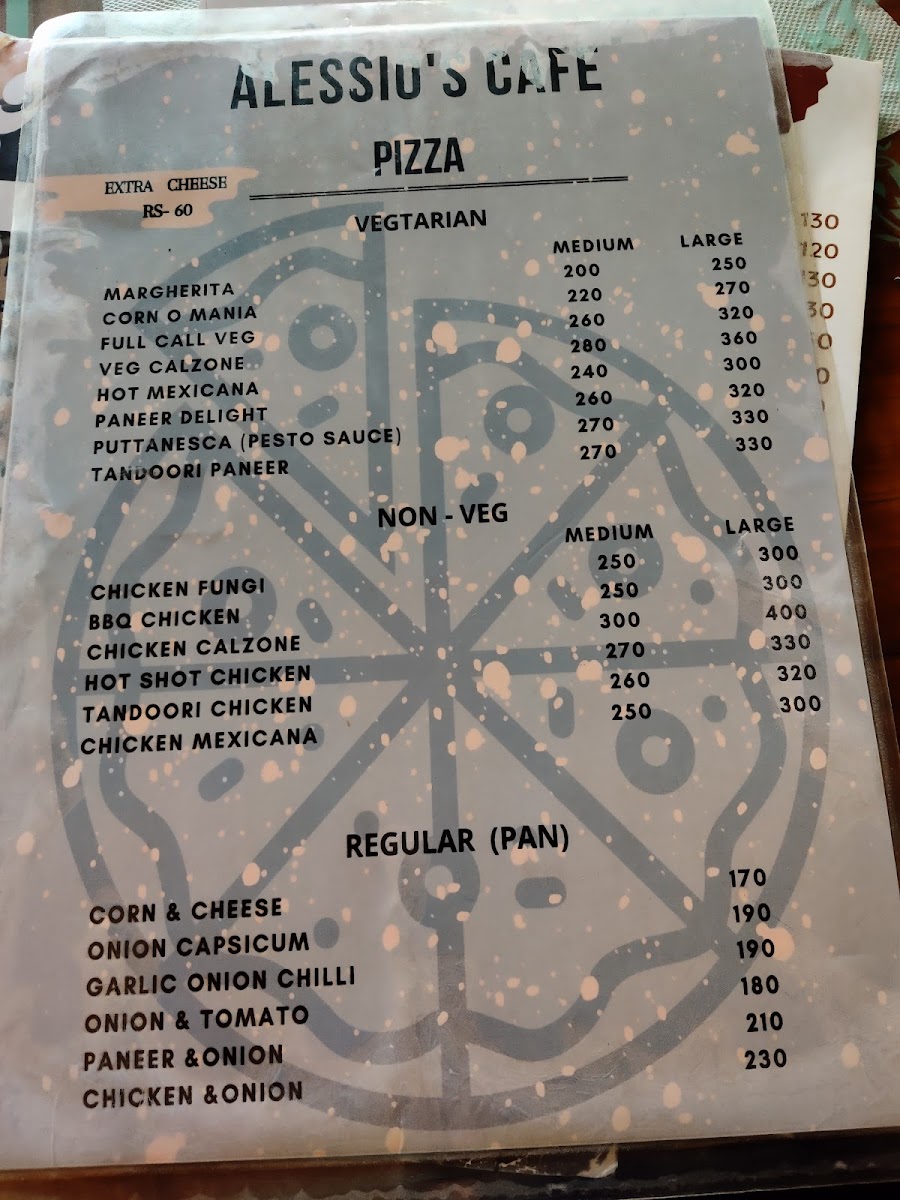 ALESSIO'S CAFE
PIZZA
EXTRA CHEESE
RS- 60
VEGTARIAN
MEDIUM LARGE
MARGHERITA 200 250
CORN O MANIA 220 270
FULL CALL VEG 260 320
VEG CALZONE 280 360
HOT MEXICANA 240 300
PANEER DELIGHT 260 320
PUTTANESCA (PESTO SAUCE) 270 330
TANDOORI PANEER 270 330
NON - VEG
MEDIUM LARGE
CHICKEN FUNGI 250 300
BBQ CHICKEN 250 300
CHICKEN CALZONE 300 400
HOT SHOT CHICKEN 270 330
TANDOORI CHICKEN 260 320
CHICKEN MEXICANA 250 300
REGULAR (PAN)
CORN & CHEESE 170
ONION CAPSICUM 190
GARLIC ONION CHILLI 190
ONION & TOMATO 180
PANEER &ONION 210
CHICKEN &ONION 230
130
120